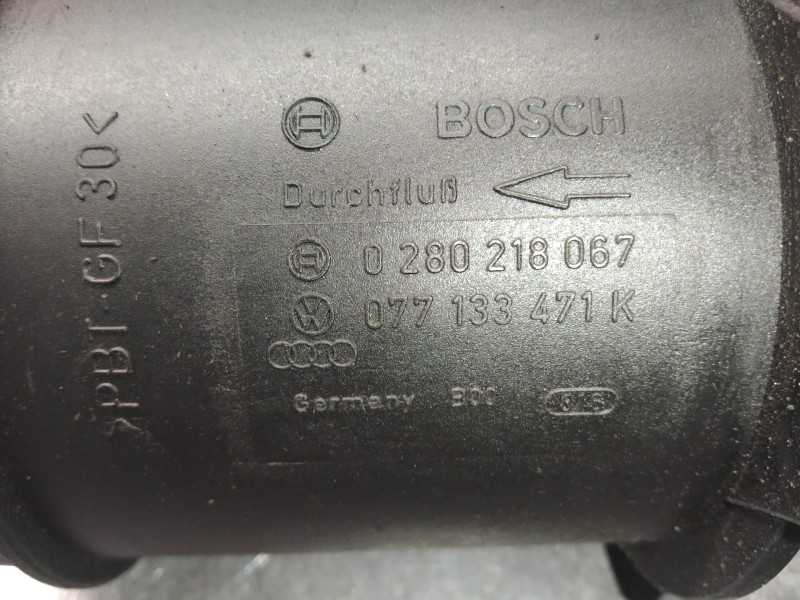 BOSCH
Durchfluß
0 280 218 067
077 133 471 K
Germany
>PBT-GF 30<